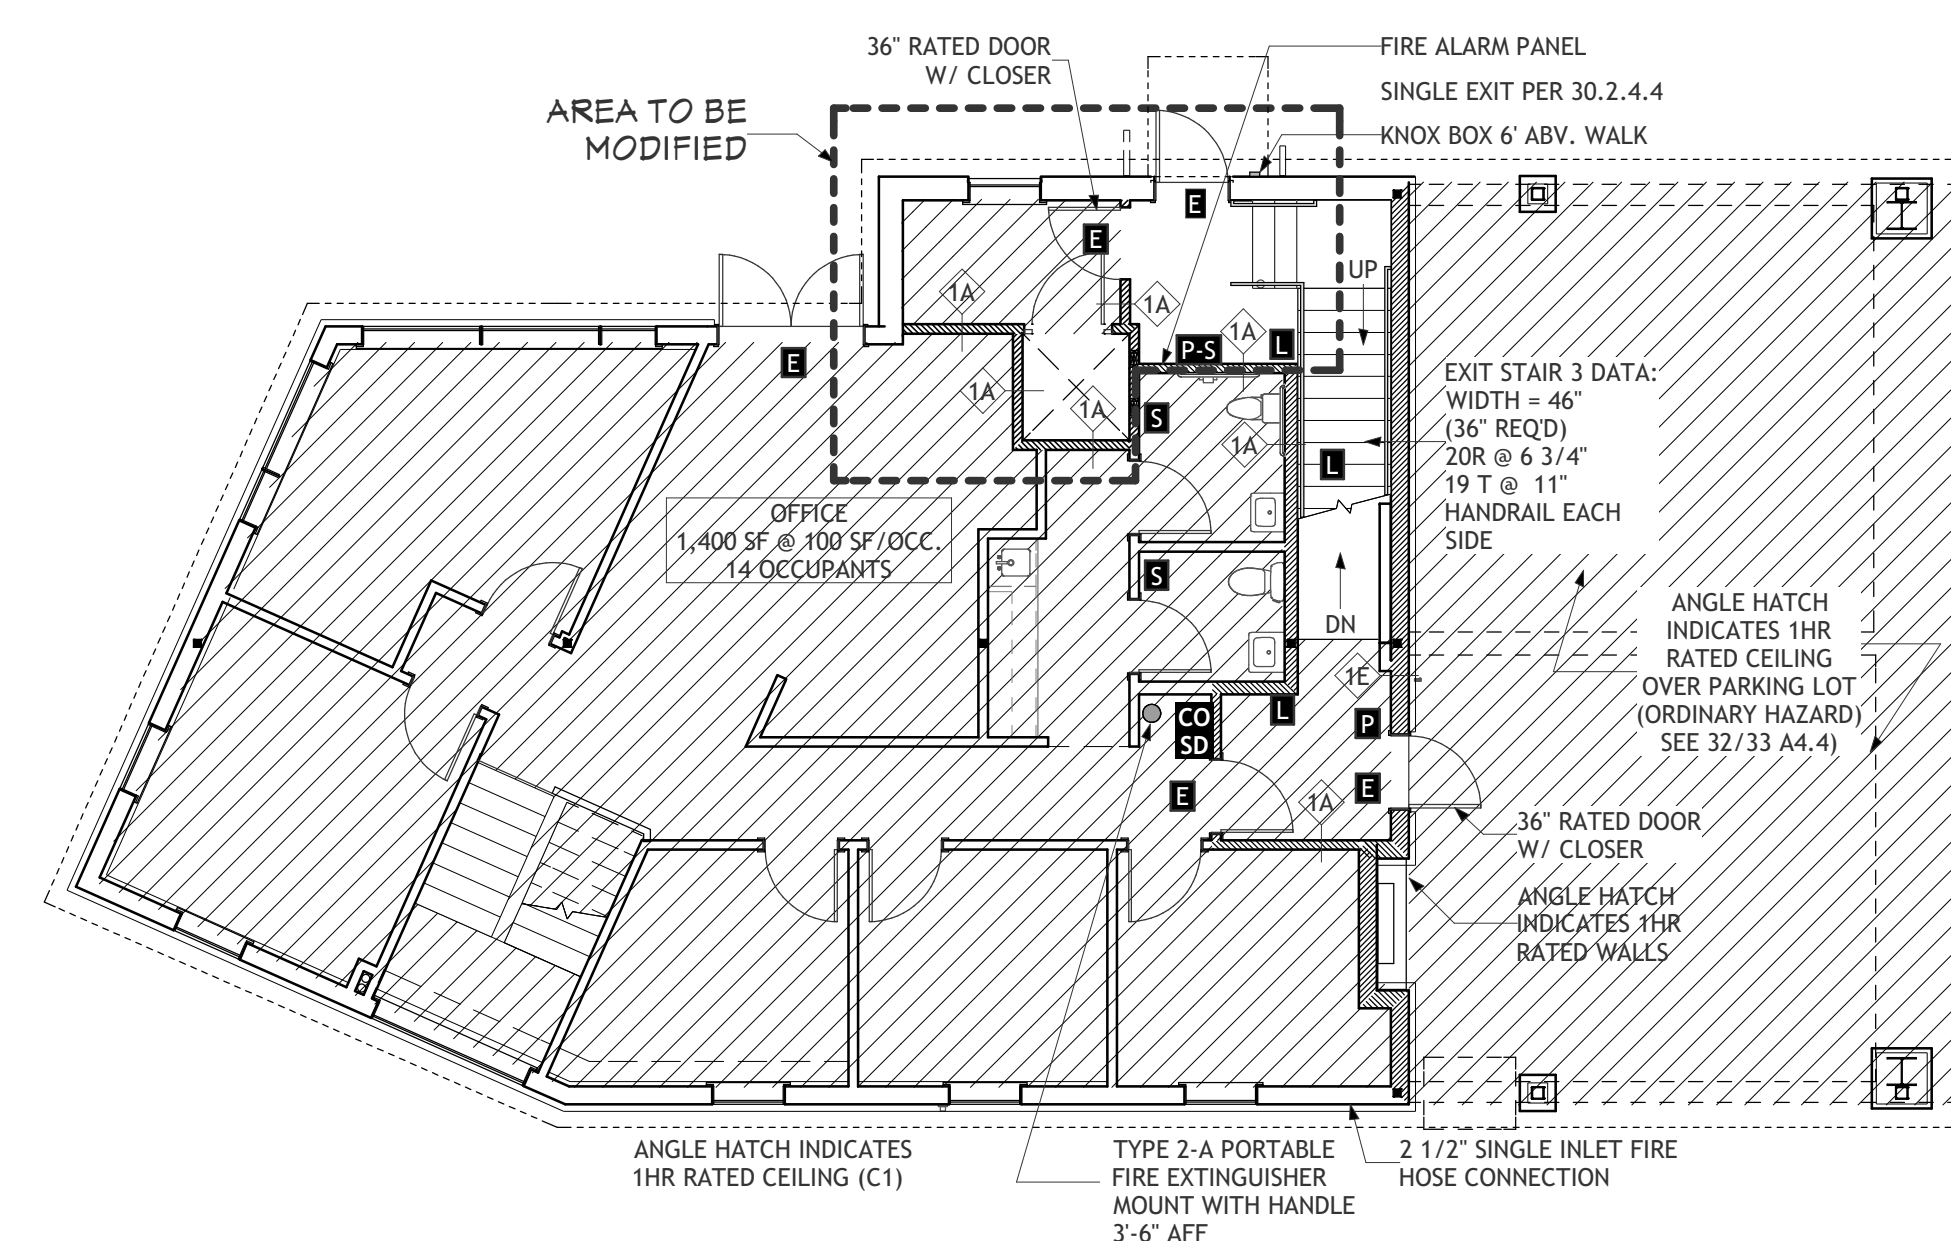 36" RATED DOOR
W/ CLOSER
FIRE ALARM PANEL
SINGLE EXIT PER 30.2.4.4
KNOX BOX 6' ABV. WALK
AREA TO BE
MODIFIED
E
E
UP
1A
1A
1A
P-S
L
E
1A
1A
S
1A
L
EXIT STAIR 3 DATA:
WIDTH = 46"
(36" REQ'D)
20R @ 6 3/4"
19 T @ 11"
HANDRAIL EACH
SIDE
OFFICE
1,400 SF @ 100 SF/OCC.
14 OCCUPANTS
S
DN
ANGLE HATCH
INDICATES 1HR
RATED CEILING
OVER PARKING LOT
(ORDINARY HAZARD)
SEE 32/33 A4.4)
1E
L
P
CO
SD
E
E
1A
36" RATED DOOR
W/ CLOSER
ANGLE HATCH
INDICATES 1HR
RATED WALLS
ANGLE HATCH INDICATES
1HR RATED CEILING (C1)
TYPE 2-A PORTABLE
FIRE EXTINGUISHER
MOUNT WITH HANDLE
3'-6" AFF
2 1/2" SINGLE INLET FIRE
HOSE CONNECTION